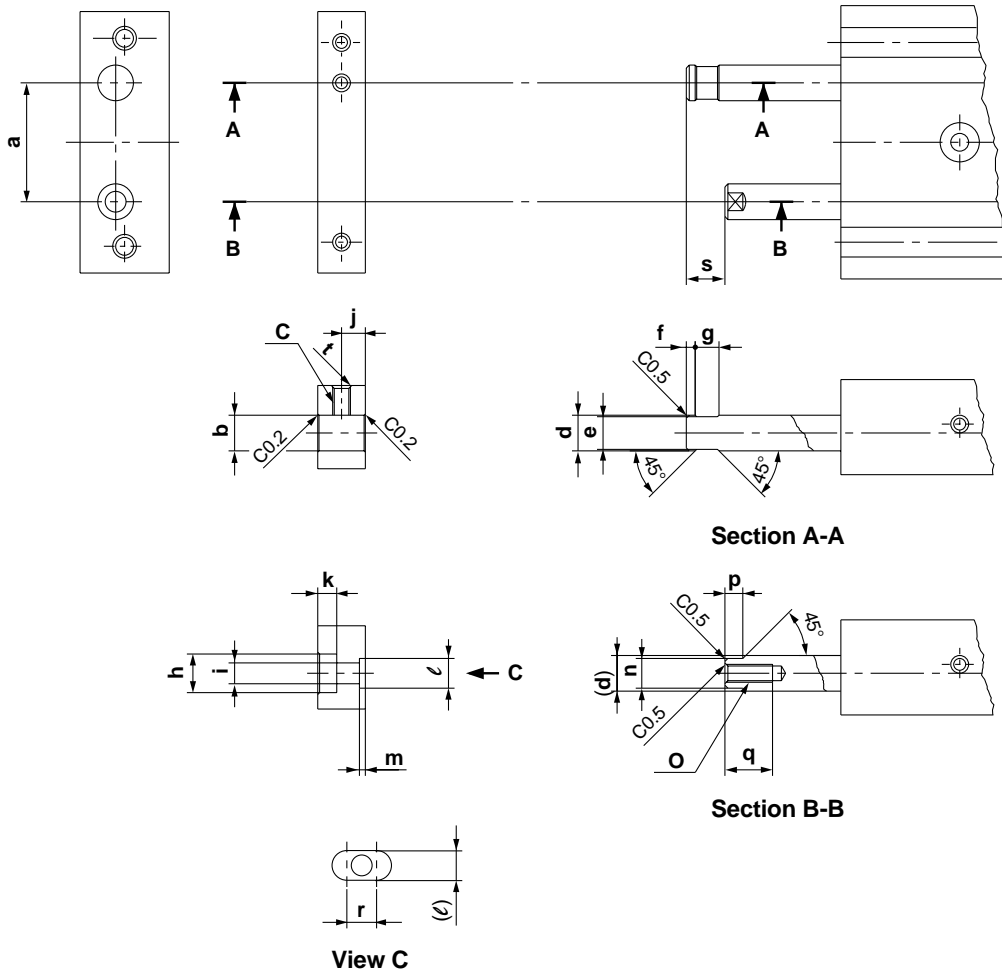 a
A
A
B
B
s
C
t
j
b
C0.2
C0.2
f
g
C0.5
d
e
45°
45°
Section A-A
k
h
i
ℓ
C
m
p
C0.5
45°
(d)
n
C0.5
O
q
Section B-B
r
(ℓ)
View C